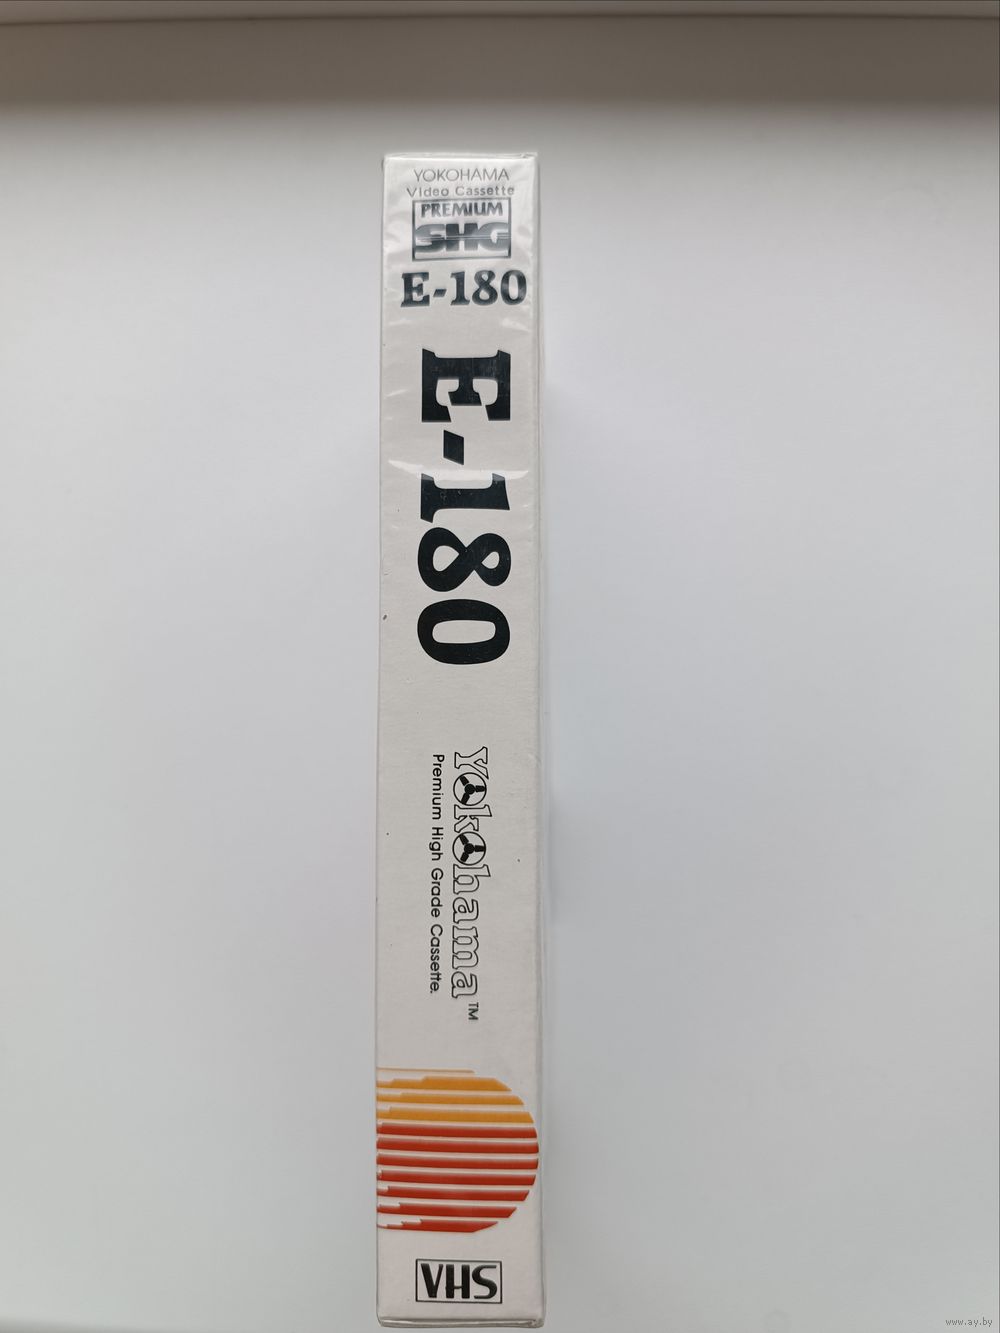 YOKOHAMA
Video Cassette
PREMIUM
SHG
E-180
E-180
Yokohama™
Premium High Grade Cassette.
VHS
www.ay.by